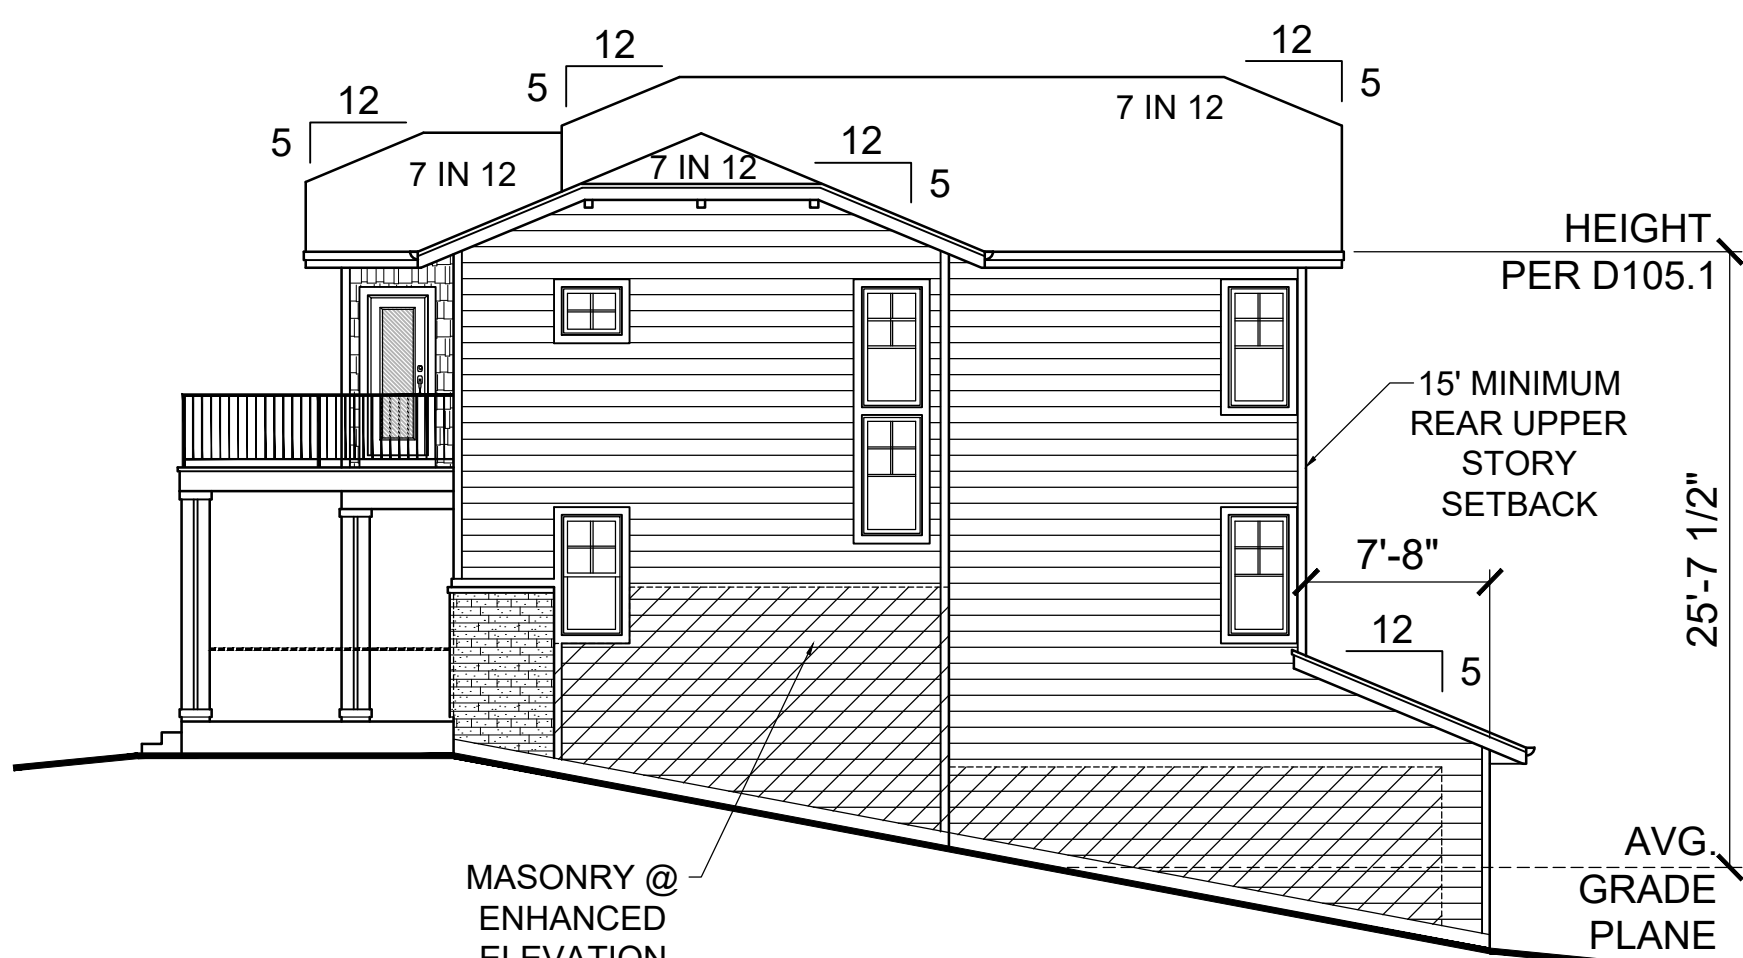 12
5
12
5
12
5
7 IN 12
7 IN 12
7 IN 12
12
5
HEIGHT
PER D105.1
15' MINIMUM
REAR UPPER
STORY
SETBACK
7'-8"
25'-7 1/2"
12
5
MASONRY @
ENHANCED
ELEVATION
AVG.
GRADE
PLANE